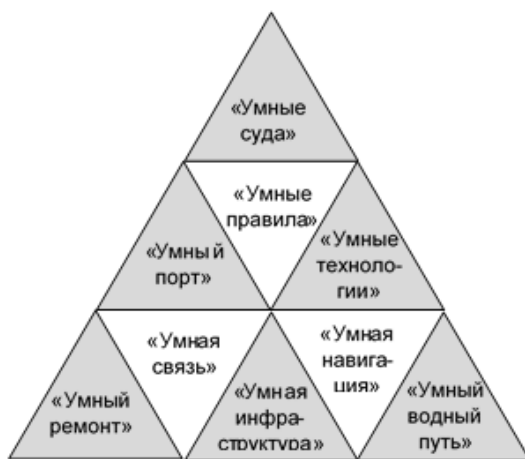 «Умные
суда»
«Умные
правила»
«Умный
порт»
«Умные
техноло-
гии»
«Умная
связь»
«Умная
навига-
ция»
«Умный
ремонт»
«Умная
инфра-
структура»
«Умный
водный
путь»